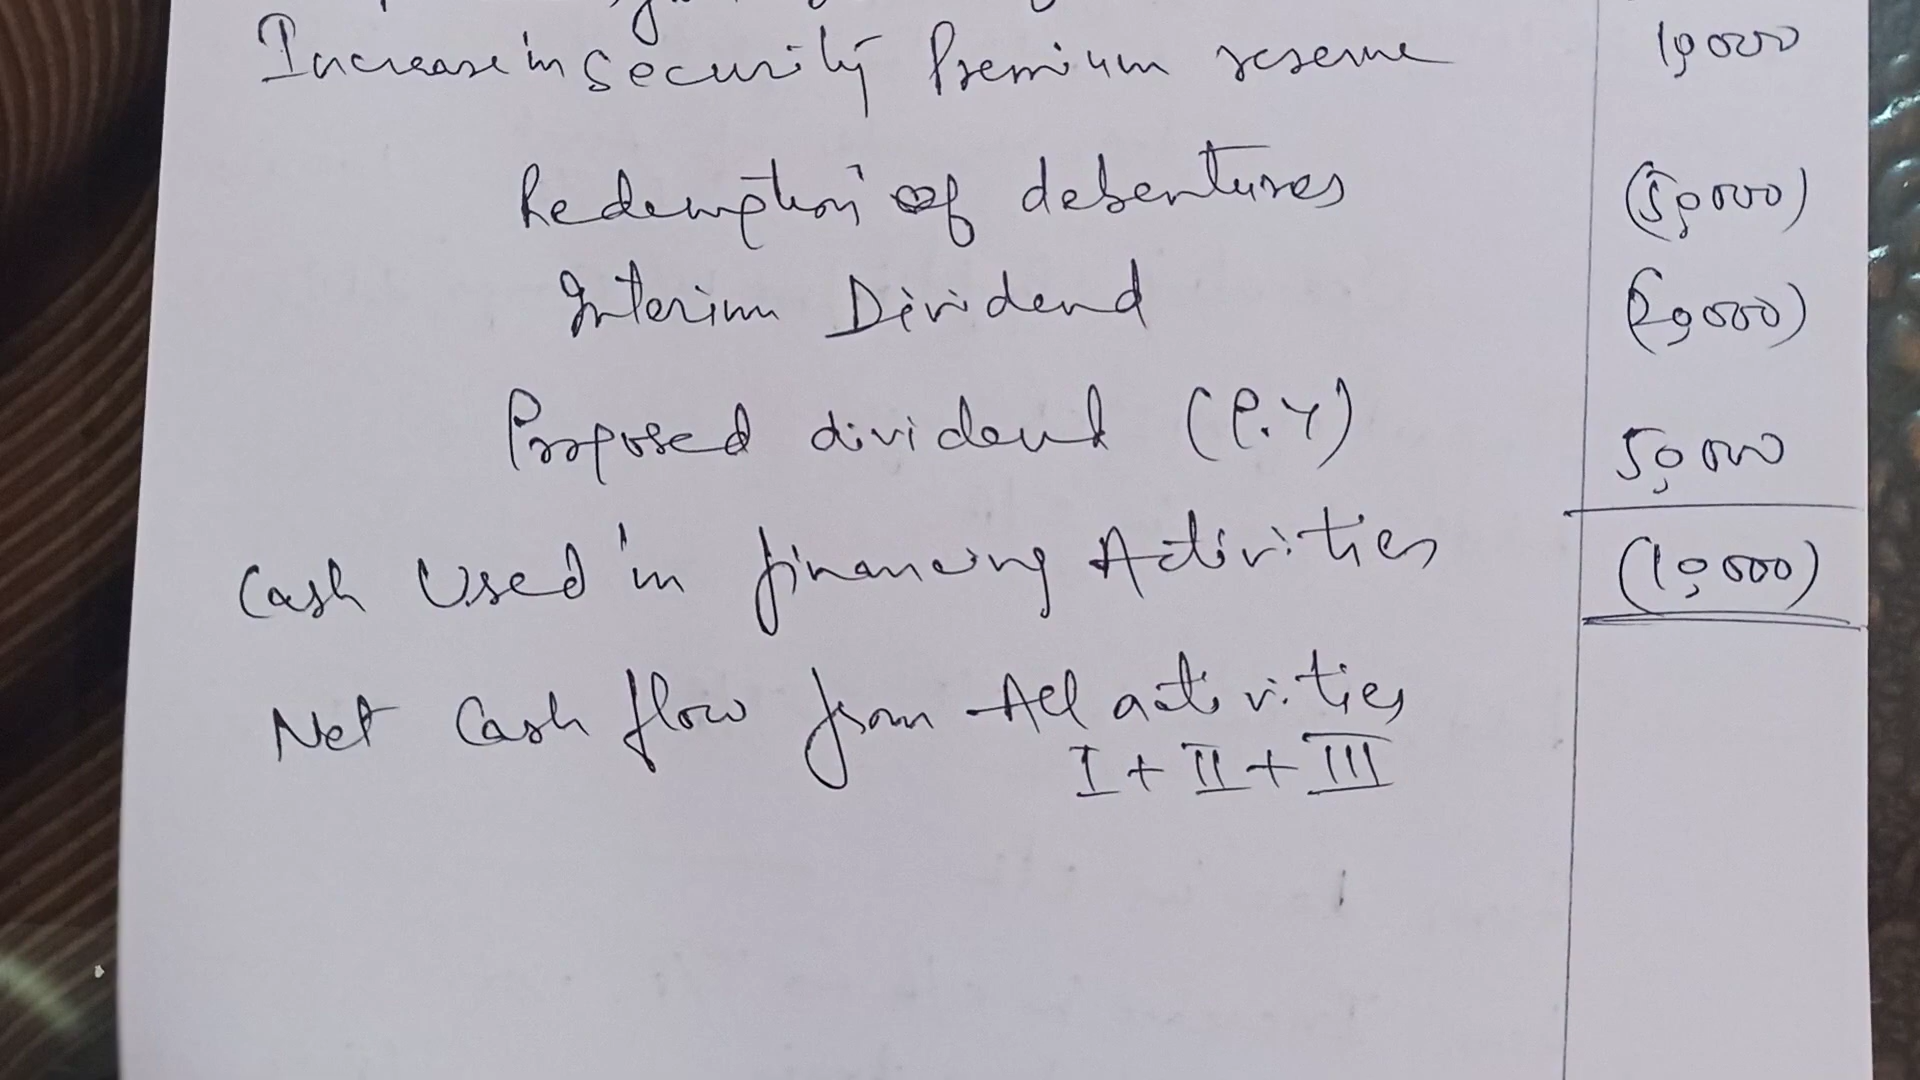 Increase in Security Premium reserve 10,000
Redemption of debentures (50,000)
Interim Dividend (20,000)
Proposed dividend (P.Y) 50,000
Cash Used in financing Activities (10,000)
Net Cash flow from All activities
I + II + III